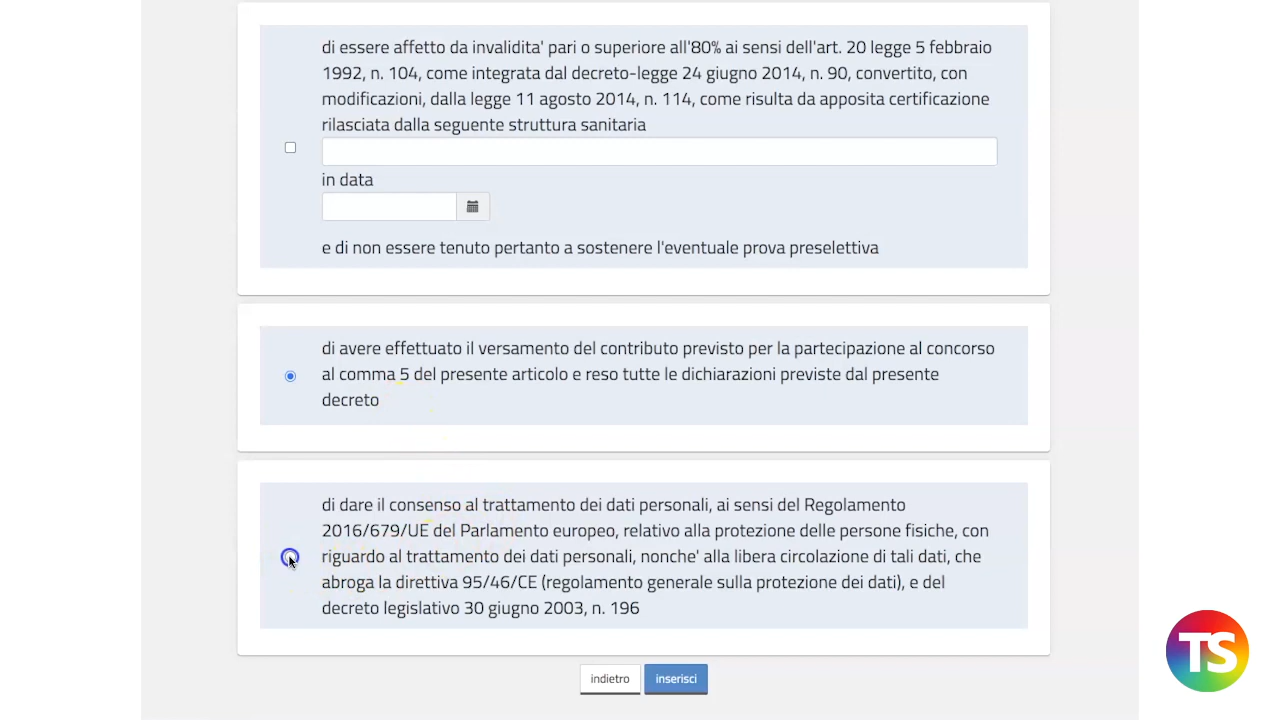 di essere affetto da invalidita' pari o superiore all'80% ai sensi dell'art. 20 legge 5 febbraio
1992, n. 104, come integrata dal decreto-legge 24 giugno 2014, n. 90, convertito, con
modificazioni, dalla legge 11 agosto 2014, n. 114, come risulta da apposita certificazione
rilasciata dalla seguente struttura sanitaria
in data
e di non essere tenuto pertanto a sostenere l'eventuale prova preselettiva
di avere effettuato il versamento del contributo previsto per la partecipazione al concorso
al comma 5 del presente articolo e reso tutte le dichiarazioni previste dal presente
decreto
di dare il consenso al trattamento dei dati personali, ai sensi del Regolamento
2016/679/UE del Parlamento europeo, relativo alla protezione delle persone fisiche, con
riguardo al trattamento dei dati personali, nonche' alla libera circolazione di tali dati, che
abroga la direttiva 95/46/CE (regolamento generale sulla protezione dei dati), e del
decreto legislativo 30 giugno 2003, n. 196
indietro inserisci
TS